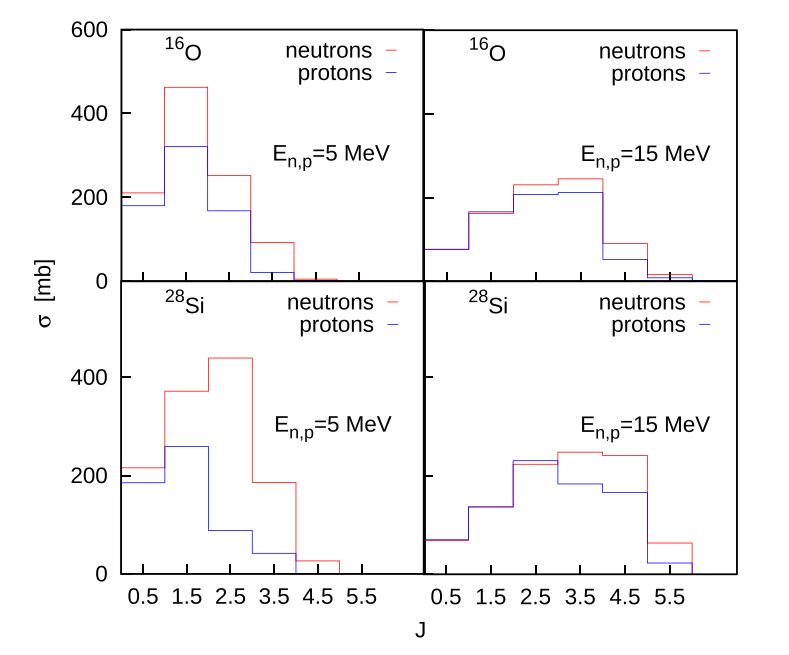 600
400
200
0
¹⁶O
neutrons
protons
Eₙ,ₚ=5 MeV
¹⁶O
neutrons
protons
Eₙ,ₚ=15 MeV
σ [mb]
400
200
0
²⁸Si
neutrons
protons
Eₙ,ₚ=5 MeV
²⁸Si
neutrons
protons
Eₙ,ₚ=15 MeV
0.5 1.5 2.5 3.5 4.5 5.5
0.5 1.5 2.5 3.5 4.5 5.5
J